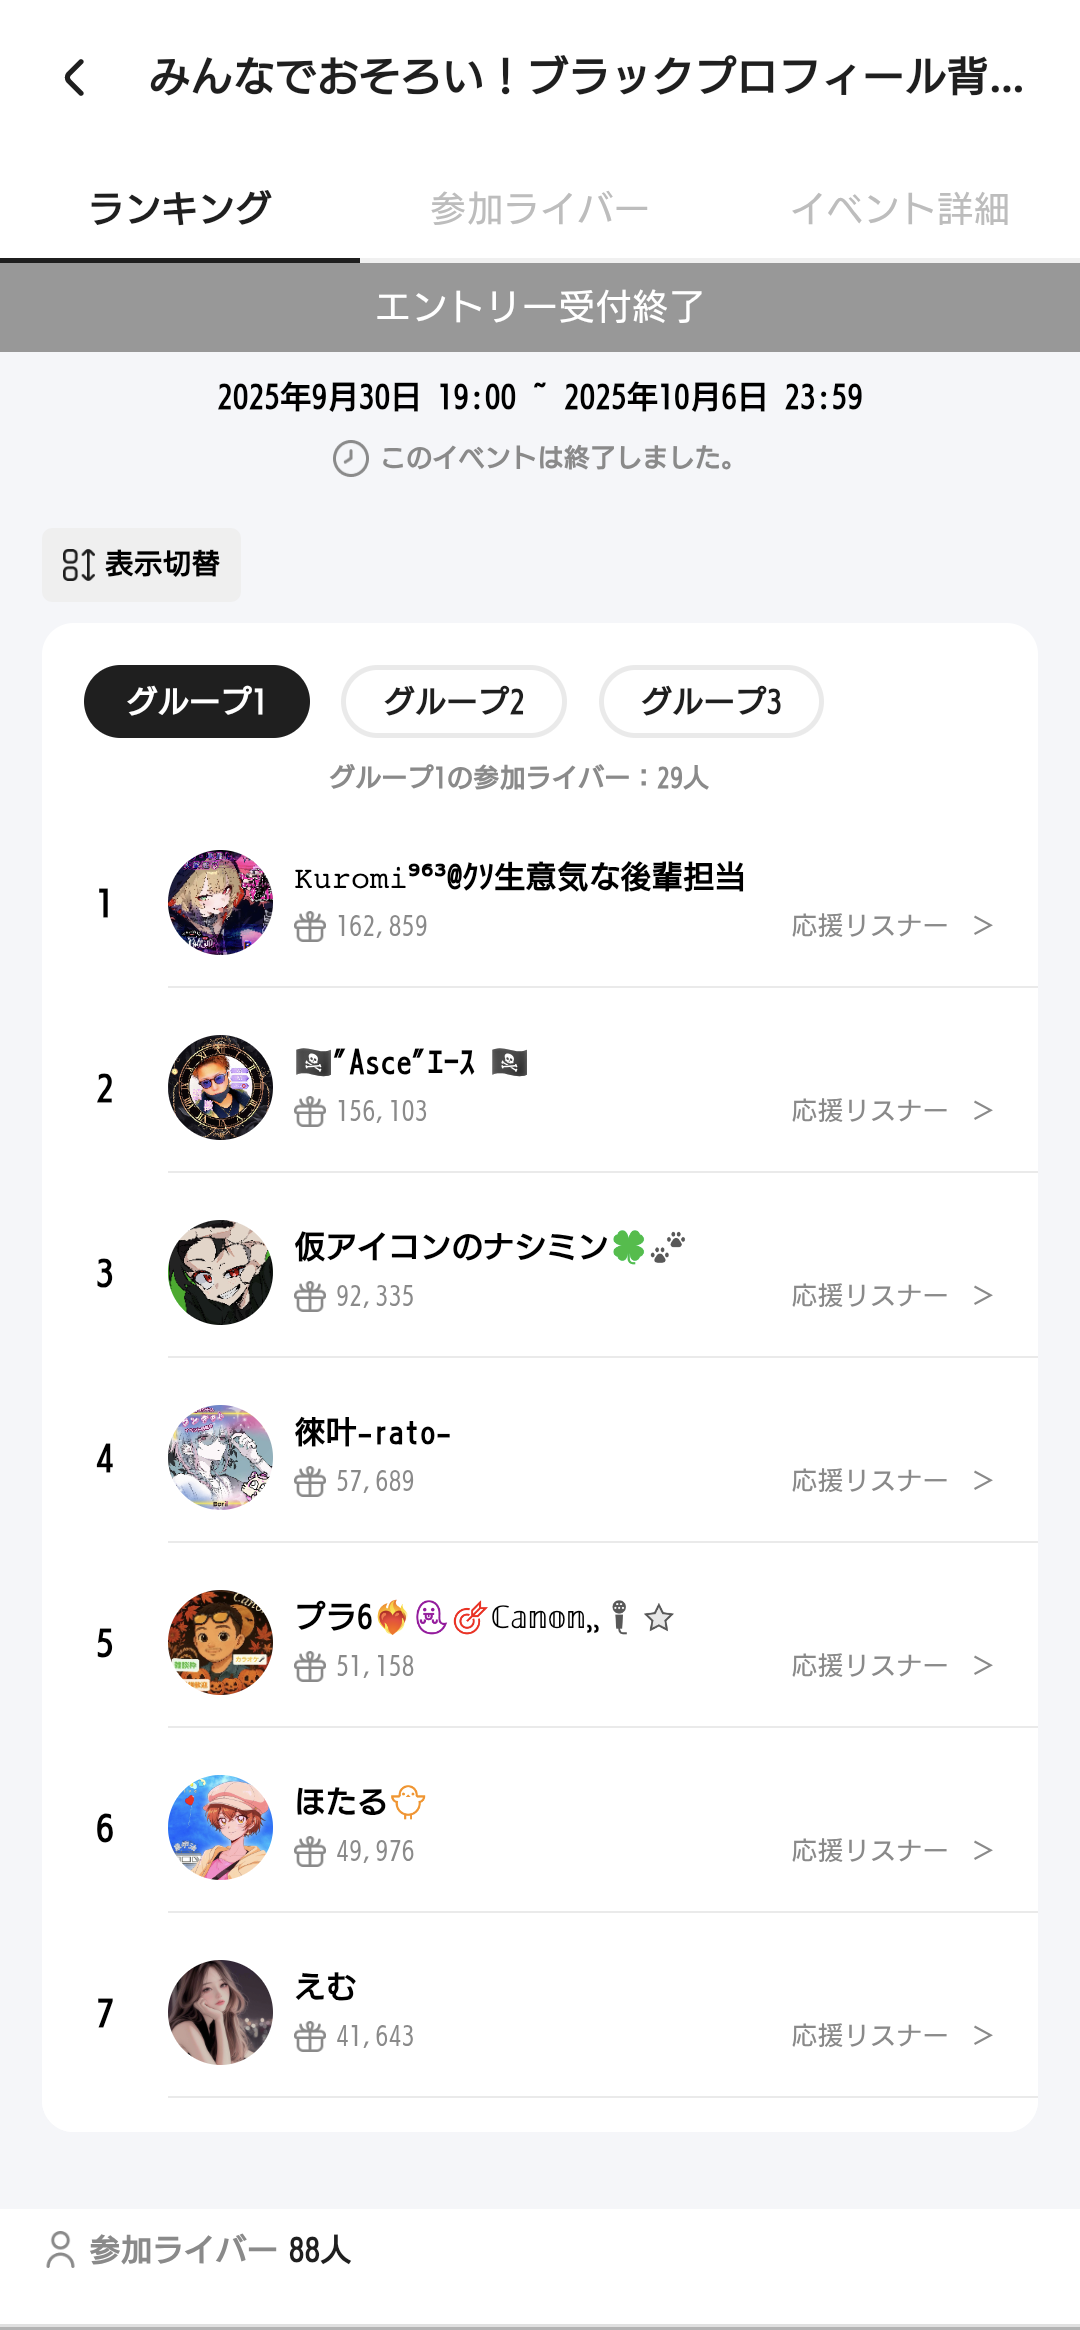 みんなでおそろい！ブラックプロフィール背...
ランキング
参加ライバー
イベント詳細
エントリー受付終了
2025年9月30日 19:00 ~ 2025年10月6日 23:59
このイベントは終了しました。
表示切替
グループ1
グループ2
グループ3
グループ1の参加ライバー：29人
1
Kuromi⁹⁶³@ｸｿ生意気な後輩担当
162,859
応援リスナー >
2
🏴‍☠️"Asce"ｴｰｽ 🏴‍☠️
156,103
応援リスナー >
3
仮アイコンのナシミン🍀🐾
92,335
応援リスナー >
4
徠叶-rato-
57,689
応援リスナー >
5
プラ6❤️‍🔥ℂ𝕒𝕟𝕠𝕟,,🎙☆
51,158
応援リスナー >
6
ほたる
49,976
応援リスナー >
7
えむ
41,643
応援リスナー >
参加ライバー 88人